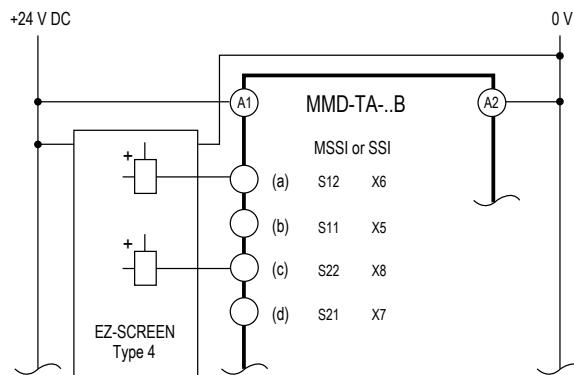 +24 V DC
0 V
A1
MMD-TA-..B
A2
MSSI or SSI
+
(a) S12 X6
(b) S11 X5
+
(c) S22 X8
(d) S21 X7
EZ-SCREEN
Type 4